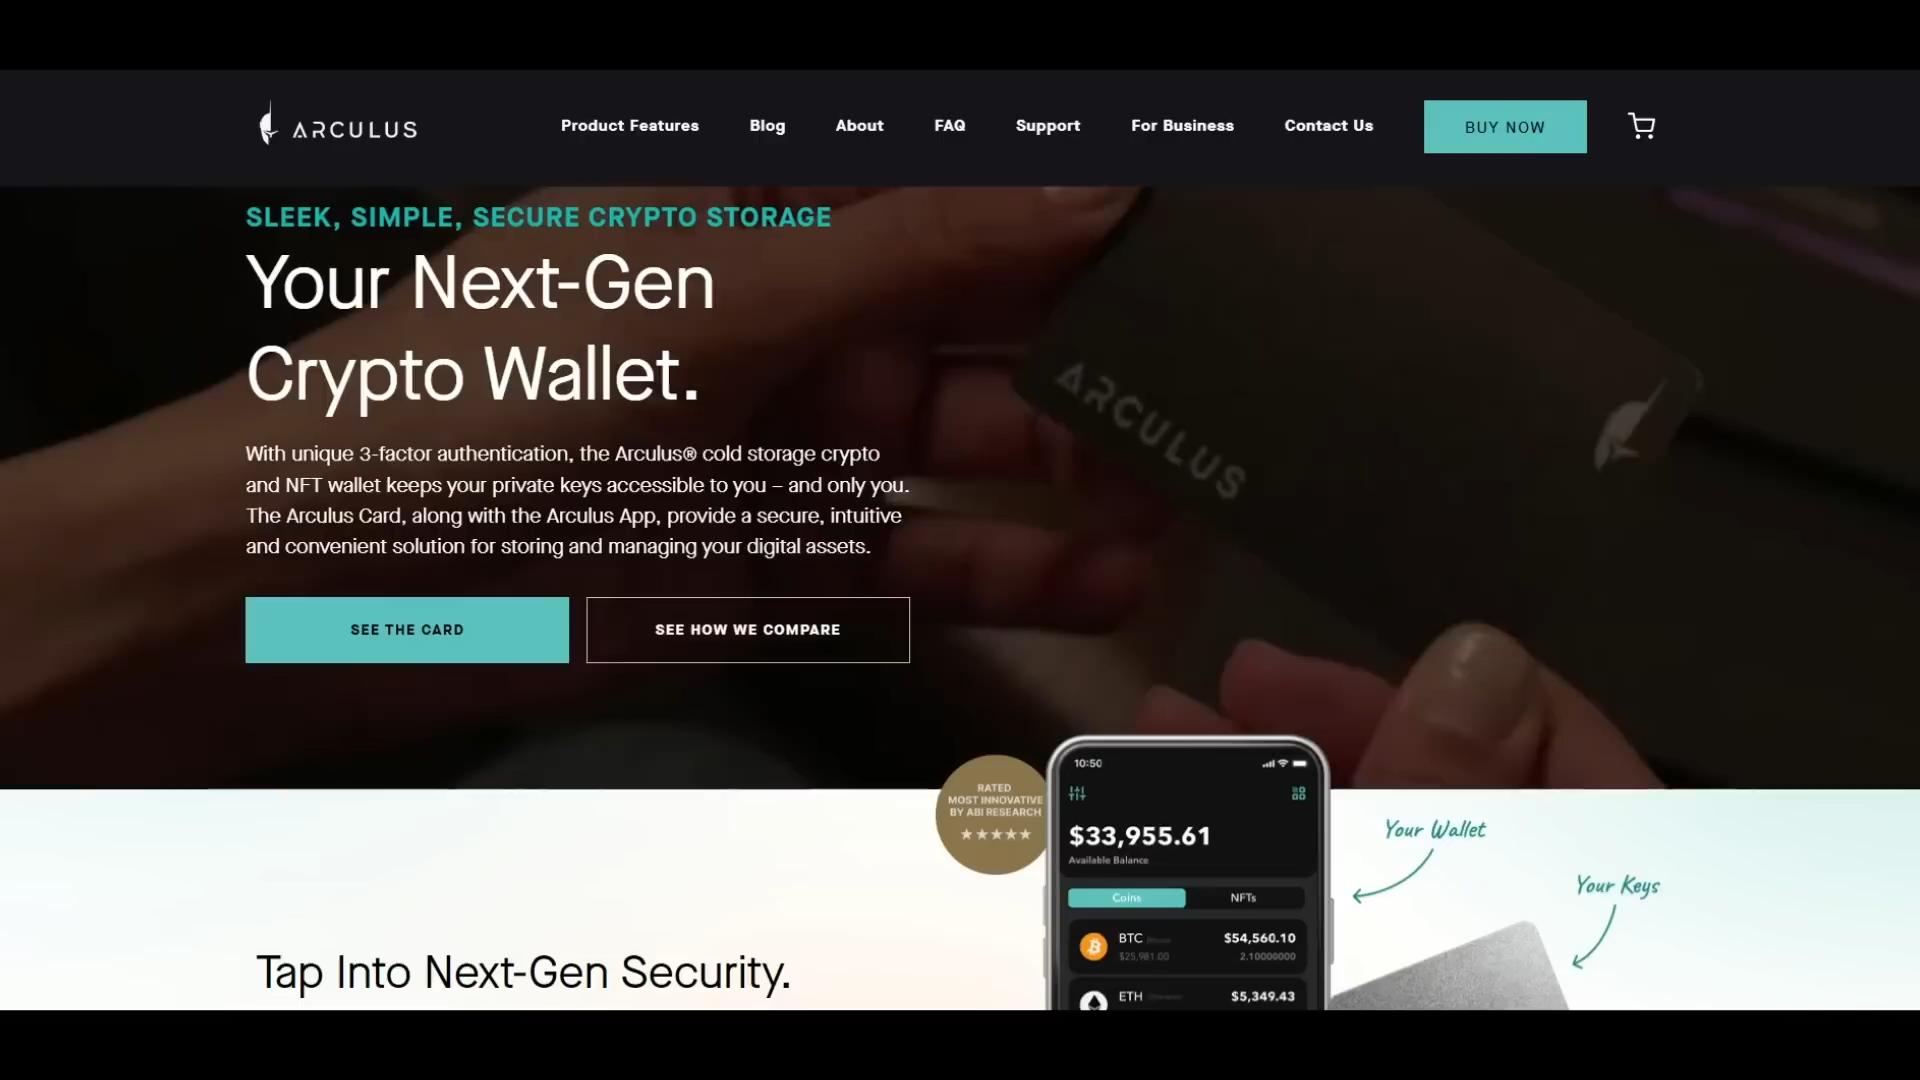 ARCULUS
Product Features
Blog
About
FAQ
Support
For Business
Contact Us
BUY NOW
SLEEK, SIMPLE, SECURE CRYPTO STORAGE
Your Next-Gen
Crypto Wallet.
With unique 3-factor authentication, the Arculus® cold storage crypto
and NFT wallet keeps your private keys accessible to you – and only you.
The Arculus Card, along with the Arculus App, provide a secure, intuitive
and convenient solution for storing and managing your digital assets.
SEE THE CARD
SEE HOW WE COMPARE
ARCULUS
RATED
MOST INNOVATIVE
BY ABI RESEARCH
10:50
$33,955.61
Available Balance
Coins
NFTs
BTC
$54,560.10
$25,981.00
2.10000000
ETH
$5,349.43
Your Wallet
Your Keys
Tap Into Next-Gen Security.